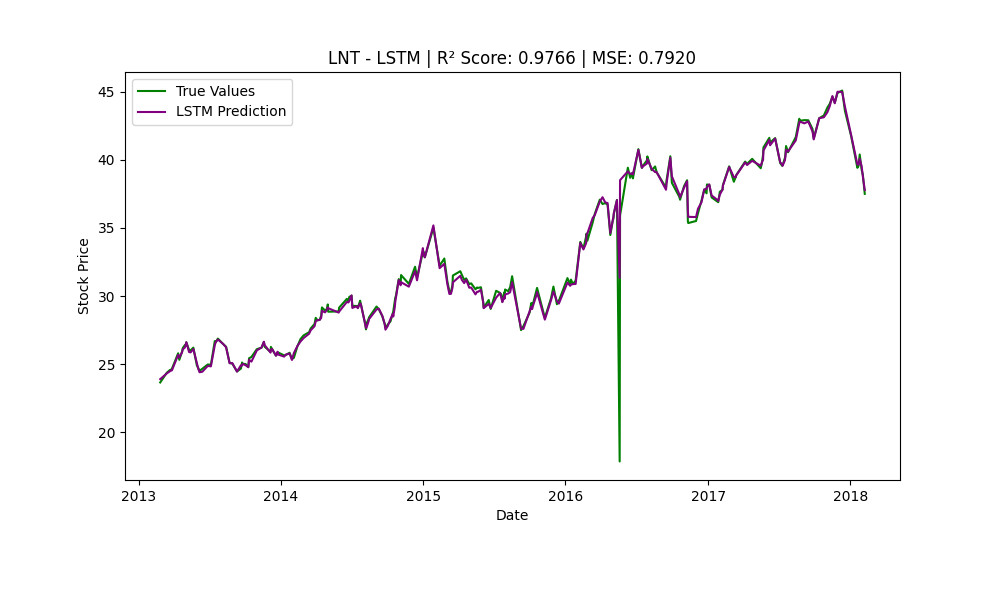 LNT - LSTM | R² Score: 0.9766 | MSE: 0.7920
True Values
LSTM Prediction
Stock Price
45
40
35
30
25
20
2013 2014 2015 2016 2017 2018
Date